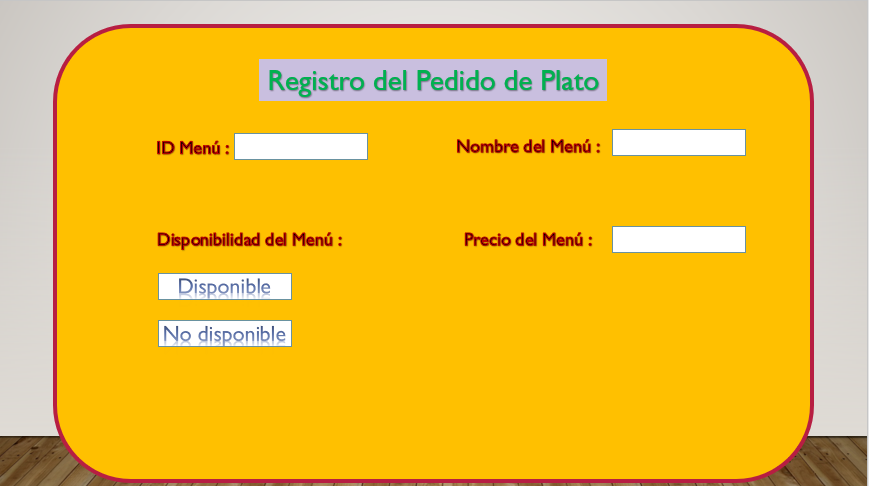 Registro del Pedido de Plato
ID Menú :
Nombre del Menú :
Disponibilidad del Menú :
Precio del Menú :
Disponible
No disponible